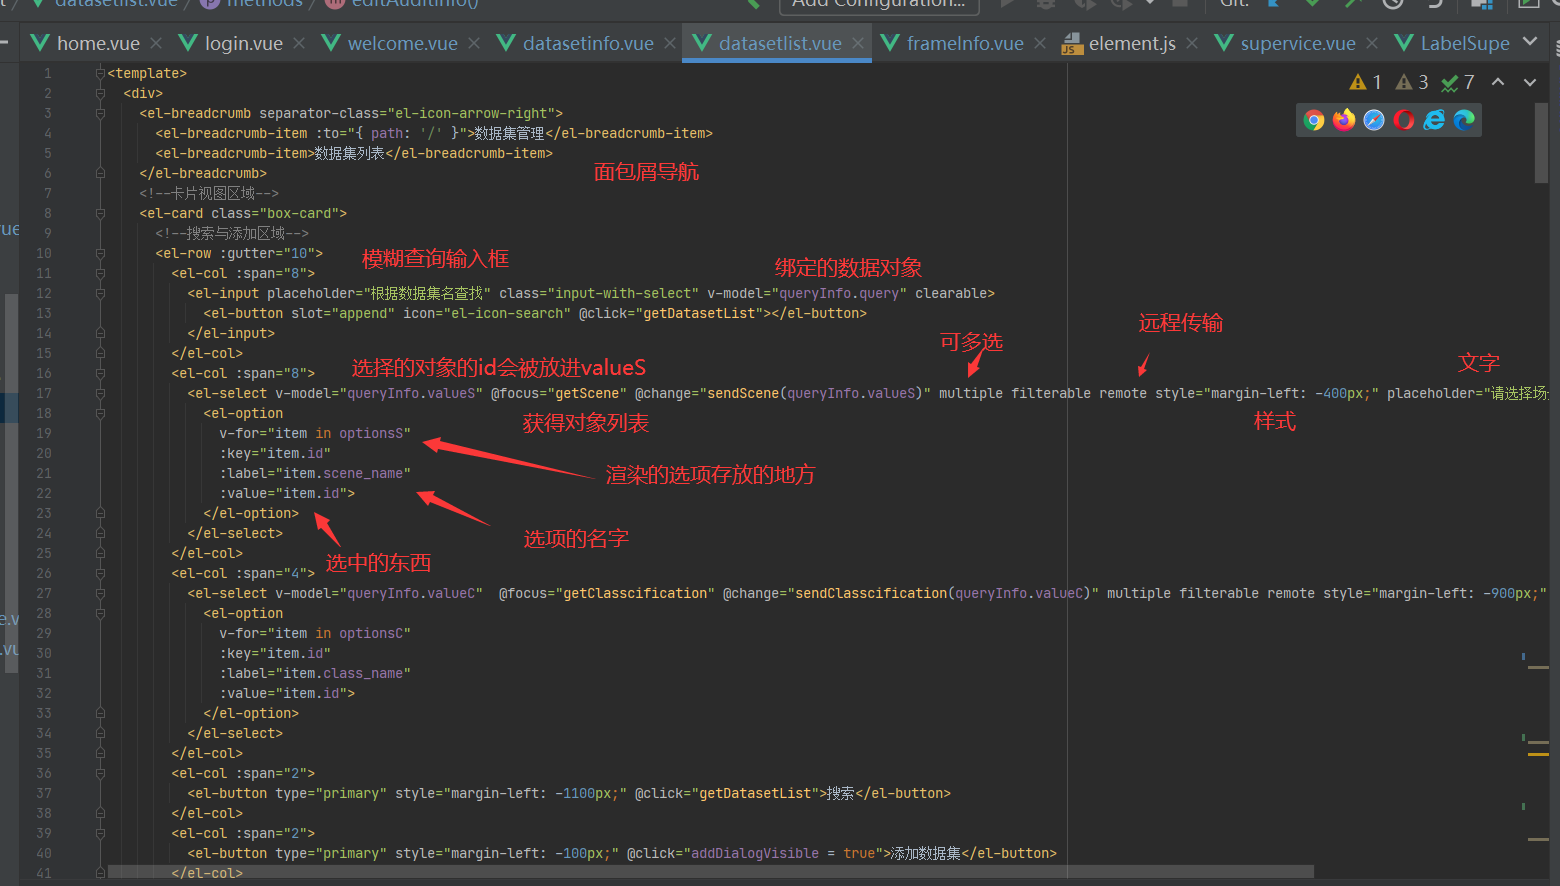 datasetlist.vue / methods / editAuditInfo()
Add Configuration...
Git:
home.vue login.vue welcome.vue datasetinfo.vue datasetlist.vue frameInfo.vue element.js supervice.vue LabelSupe
1 3 7
1 <template>
2 <div>
3 <el-breadcrumb separator-class="el-icon-arrow-right">
4 <el-breadcrumb-item :to="{ path: '/' }">数据集管理</el-breadcrumb-item>
5 <el-breadcrumb-item>数据集列表</el-breadcrumb-item>
面包屑导航
6 </el-breadcrumb>
7 <!--卡片视图区域-->
8 <el-card class="box-card">
9 <!--搜索与添加区域-->
10 <el-row :gutter="10">
模糊查询输入框
绑定的数据对象
11 <el-col :span="8">
12 <el-input placeholder="根据数据集名查找" class="input-with-select" v-model="queryInfo.query" clearable>
13 <el-button slot="append" icon="el-icon-search" @click="getDatasetList"></el-button>
远程传输
14 </el-input>
可多选
15 </el-col>
选择的对象的id会被放进valueS
文字
16 <el-col :span="8">
17 <el-select v-model="queryInfo.valueS" @focus="getScene" @change="sendScene(queryInfo.valueS)" multiple filterable remote style="margin-left: -400px;" placeholder="请选择场
18 <el-option
获得对象列表
样式
19 v-for="item in optionsS"
20 :key="item.id"
渲染的选项存放的地方
21 :label="item.scene_name"
22 :value="item.id">
23 </el-option>
24 </el-select>
选项的名字
25 </el-col>
选中的东西
26 <el-col :span="4">
27 <el-select v-model="queryInfo.valueC" @focus="getClasscification" @change="sendClasscification(queryInfo.valueC)" multiple filterable remote style="margin-left: -900px;"
28 <el-option
29 v-for="item in optionsC"
30 :key="item.id"
31 :label="item.class_name"
32 :value="item.id">
33 </el-option>
34 </el-select>
35 </el-col>
36 <el-col :span="2">
37 <el-button type="primary" style="margin-left: -1100px;" @click="getDatasetList">搜索</el-button>
38 </el-col>
39 <el-col :span="2">
40 <el-button type="primary" style="margin-left: -100px;" @click="addDialogVisible = true">添加数据集</el-button>
41 </el-col>